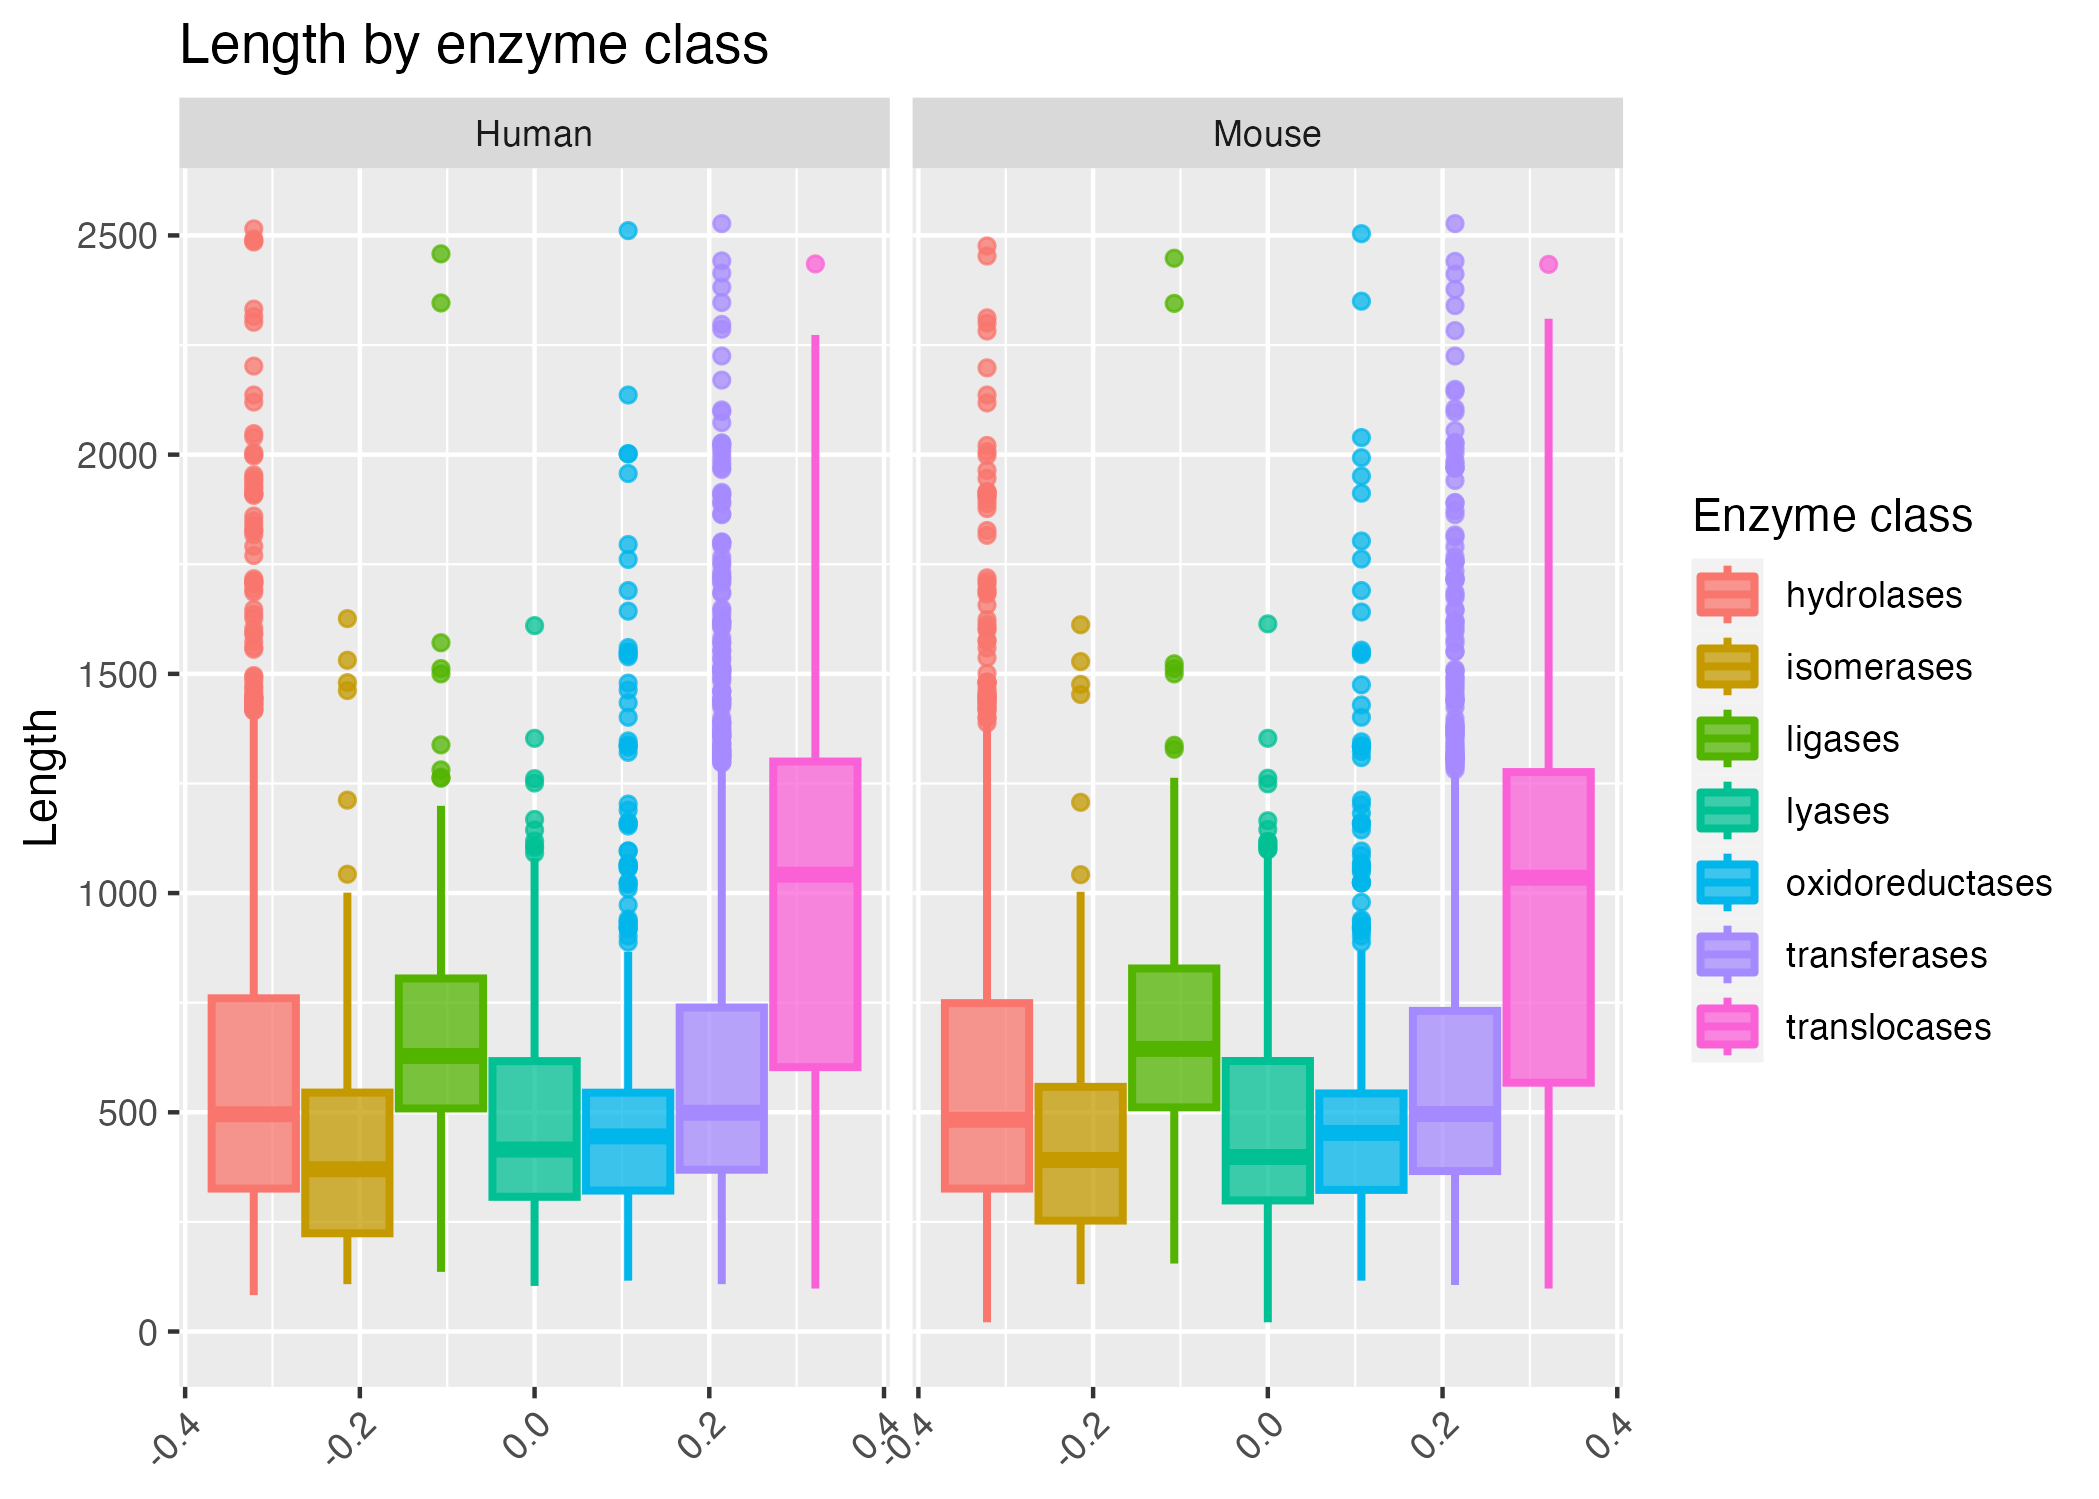 Length by enzyme class
Human
Mouse
2500
2000
1500
1000
500
0
Length
-0.4
-0.2
0.0
0.2
0.4
-0.4
-0.2
0.0
0.2
0.4
Enzyme class
hydrolases
isomerases
ligases
lyases
oxidoreductases
transferases
translocases